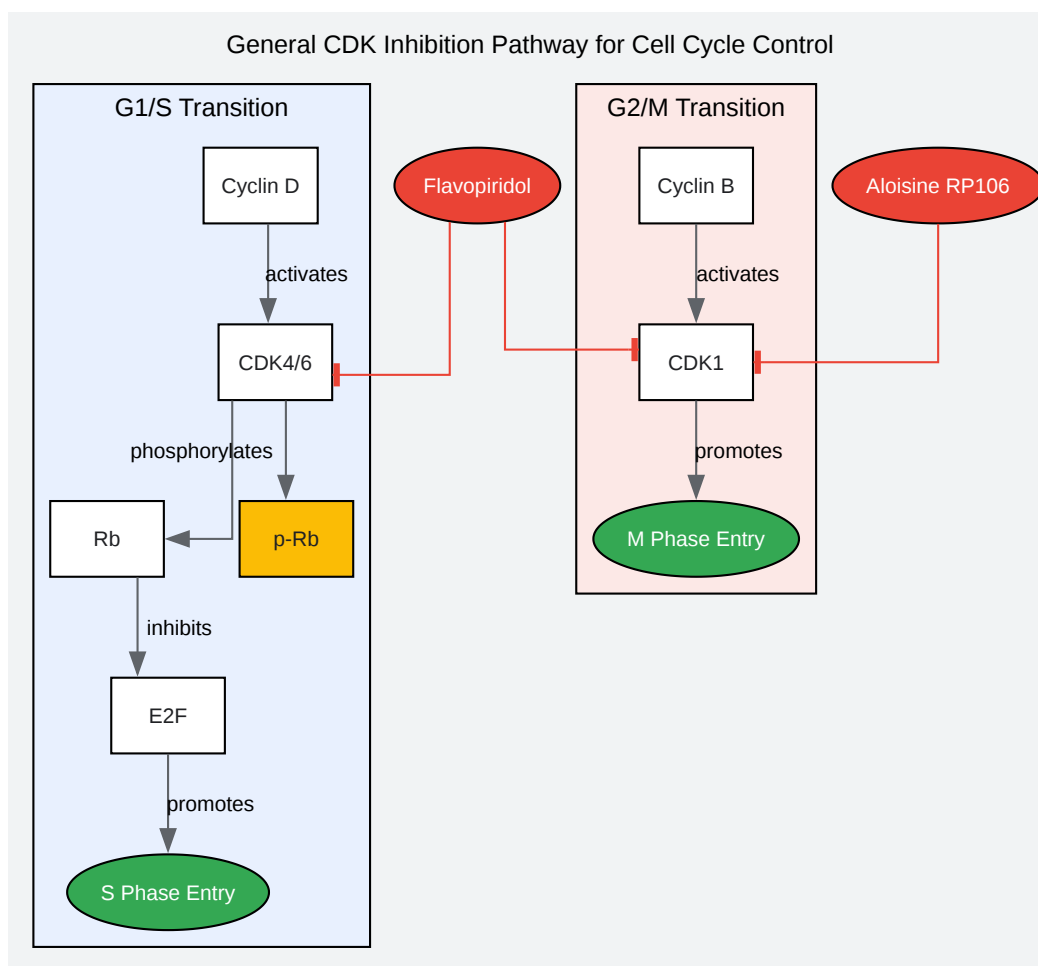 General CDK Inhibition Pathway for Cell Cycle Control
G1/S Transition
G2/M Transition
Cyclin D
Flavopiridol
Cyclin B
Aloisine RP106
activates
activates
CDK4/6
CDK1
phosphorylates
promotes
Rb
p-Rb
M Phase Entry
inhibits
E2F
promotes
S Phase Entry